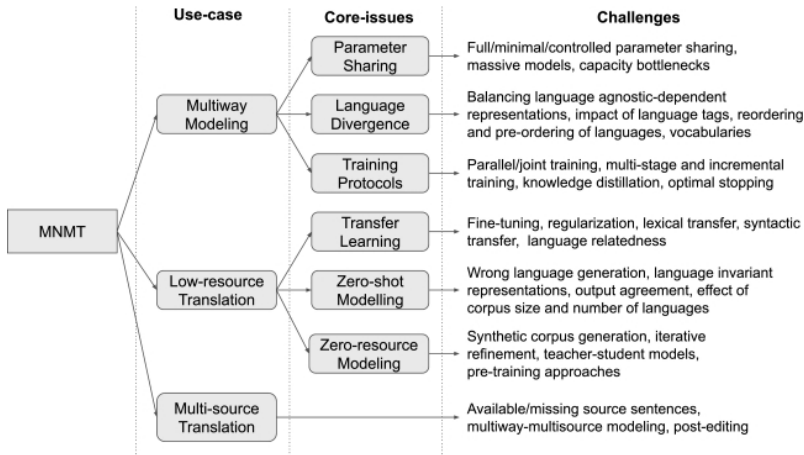 Use-case
Core-issues
Challenges
MNMT
Multiway
Modeling
Parameter
Sharing
Full/minimal/controlled parameter sharing,
massive models, capacity bottlenecks
Language
Divergence
Balancing language agnostic-dependent
representations, impact of language tags, reordering
and pre-ordering of languages, vocabularies
Training
Protocols
Parallel/joint training, multi-stage and incremental
training, knowledge distillation, optimal stopping
Low-resource
Translation
Transfer
Learning
Fine-tuning, regularization, lexical transfer, syntactic
transfer, language relatedness
Zero-shot
Modelling
Wrong language generation, language invariant
representations, output agreement, effect of
corpus size and number of languages
Zero-resource
Modeling
Synthetic corpus generation, iterative
refinement, teacher-student models,
pre-training approaches
Multi-source
Translation
Available/missing source sentences,
multiway-multisource modeling, post-editing